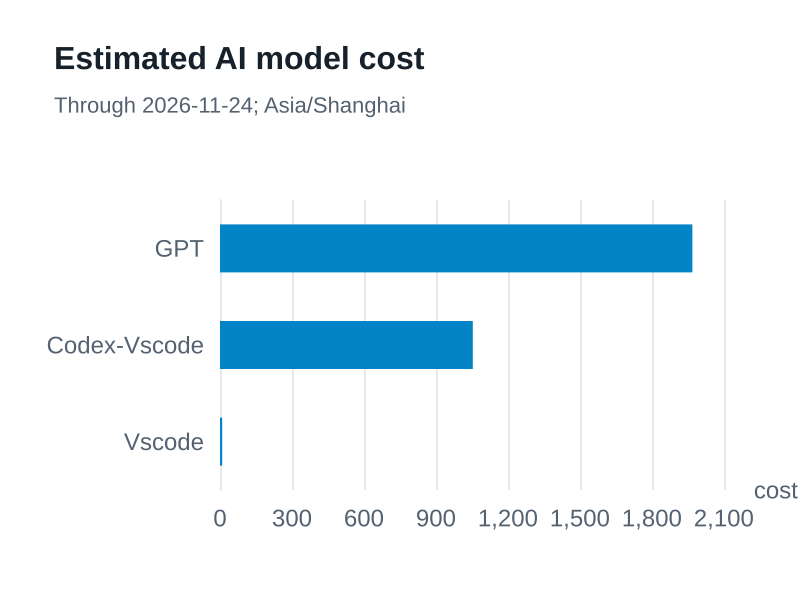 Estimated AI model cost
Through 2026-11-24; Asia/Shanghai
GPT
Codex-Vscode
Vscode
cost
0 300 600 900 1,200 1,500 1,800 2,100